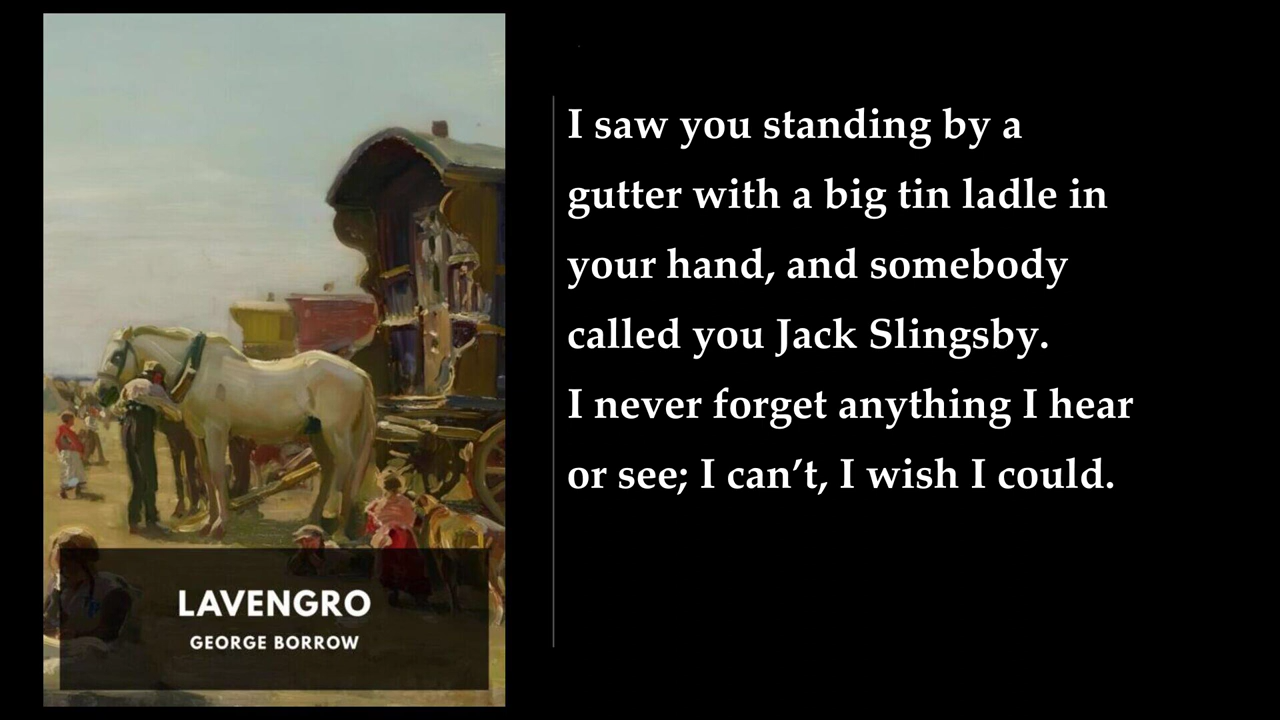 LAVENGRO
GEORGE BORROW
I saw you standing by a
gutter with a big tin ladle in
your hand, and somebody
called you Jack Slingsby.
I never forget anything I hear
or see; I can’t, I wish I could.